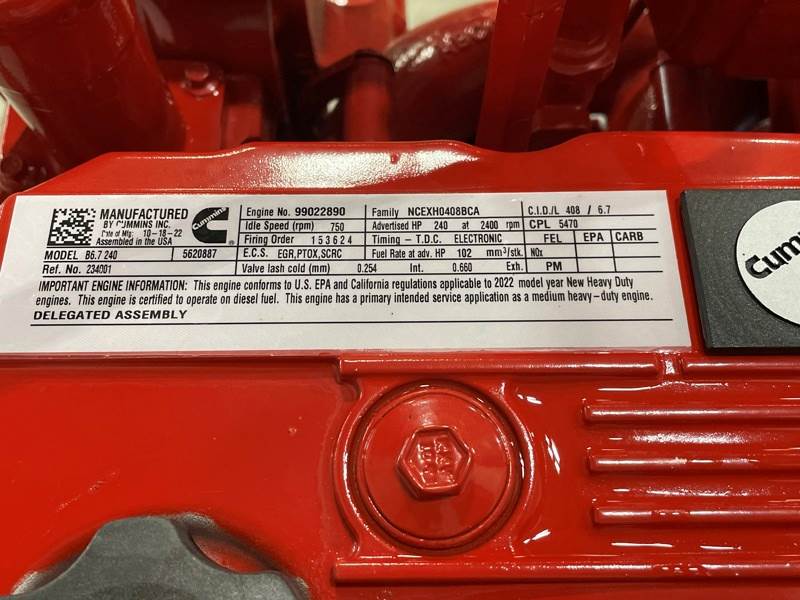 MANUFACTURED
BY CUMMINS INC.
Date of Mfg: 10-18-22
Assembled in the USA
Cummins
MODEL B6.7 240 5620887
Ref. No. 234001
Engine No. 99022890
Idle Speed (rpm) 750
Firing Order 153624
E.C.S. EGR,PTOX,SCRC
Valve lash cold (mm) 0.254 Int. 0.660 Exh.
Family NCEXH0408BCA
Advertised HP 240 at 2400 rpm
Timing - T.D.C. ELECTRONIC
Fuel Rate at adv. HP 102 mm³/stk.
C.I.D./L 408 / 6.7
CPL 5470
FEL EPA CARB
NOx
PM
IMPORTANT ENGINE INFORMATION: This engine conforms to U.S. EPA and California regulations applicable to 2022 model year New Heavy Duty
engines. This engine is certified to operate on diesel fuel. This engine has a primary intended service application as a medium heavy-duty engine.
DELEGATED ASSEMBLY